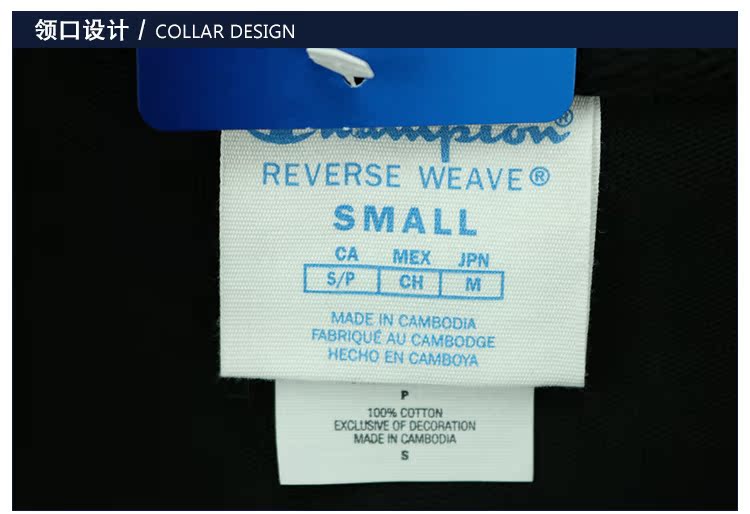 领口设计 / COLLAR DESIGN
Champion®
REVERSE WEAVE®
SMALL
CA MEX JPN
S/P CH M
MADE IN CAMBODIA
FABRIQUÉ AU CAMBODGE
HECHO EN CAMBOYA
P
100% COTTON
EXCLUSIVE OF DECORATION
MADE IN CAMBODIA
S